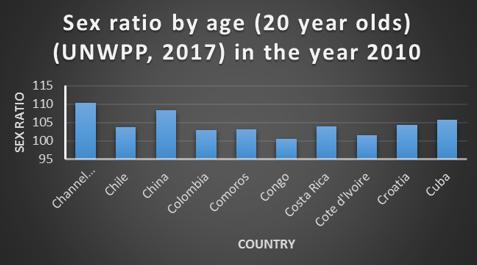 Sex ratio by age (20 year olds)
(UNWPP, 2017) in the year 2010
115
110
105
100
95
SEX RATIO
Channel...
Chile
China
Colombia
Comoros
Congo
Costa Rica
Cote d'Ivoire
Croatia
Cuba
COUNTRY